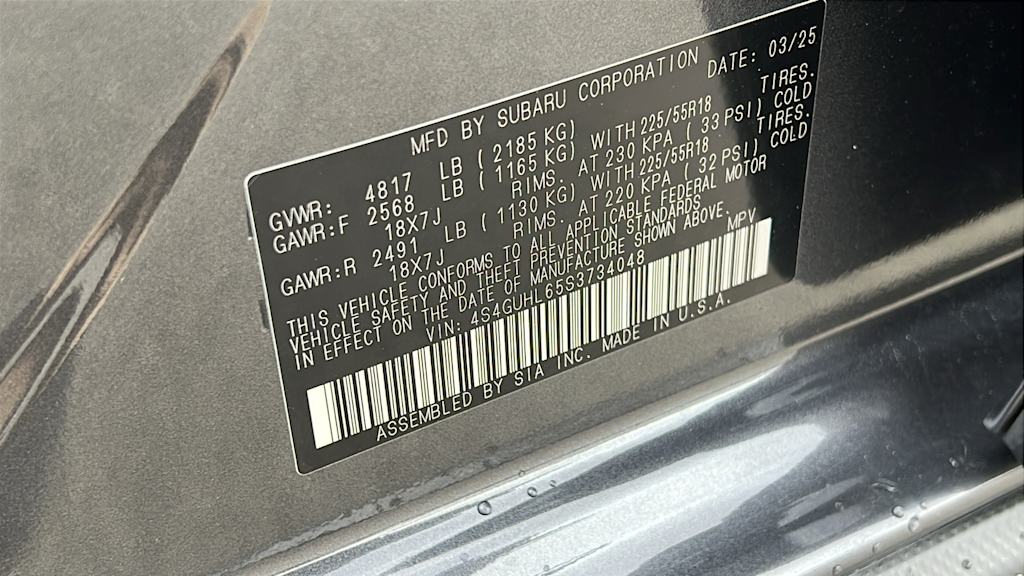 MFD BY SUBARU CORPORATION DATE: 03/25
GVWR: 4817 LB ( 2185 KG)
GAWR:F 2568 LB ( 1165 KG) WITH 225/55R18 TIRES.
18X7J RIMS. AT 230 KPA ( 33 PSI) COLD
GAWR:R 2491 LB ( 1130 KG) WITH 225/55R18 TIRES.
18X7J RIMS. AT 220 KPA ( 32 PSI) COLD
THIS VEHICLE CONFORMS TO ALL APPLICABLE FEDERAL MOTOR
VEHICLE SAFETY AND THEFT PREVENTION STANDARDS
IN EFFECT ON THE DATE OF MANUFACTURE SHOWN ABOVE.
VIN: 4S4GUHL65S3734048 MPV
ASSEMBLED BY SIA INC. MADE IN U.S.A.